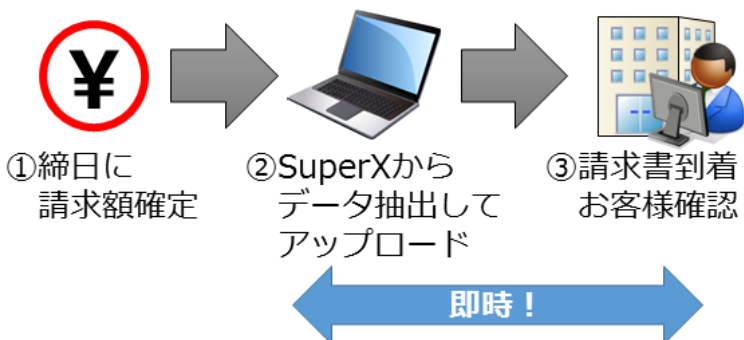 ¥
①締日に
請求額確定
②SuperXから
データ抽出して
アップロード
③請求書到着
お客様確認
即時！